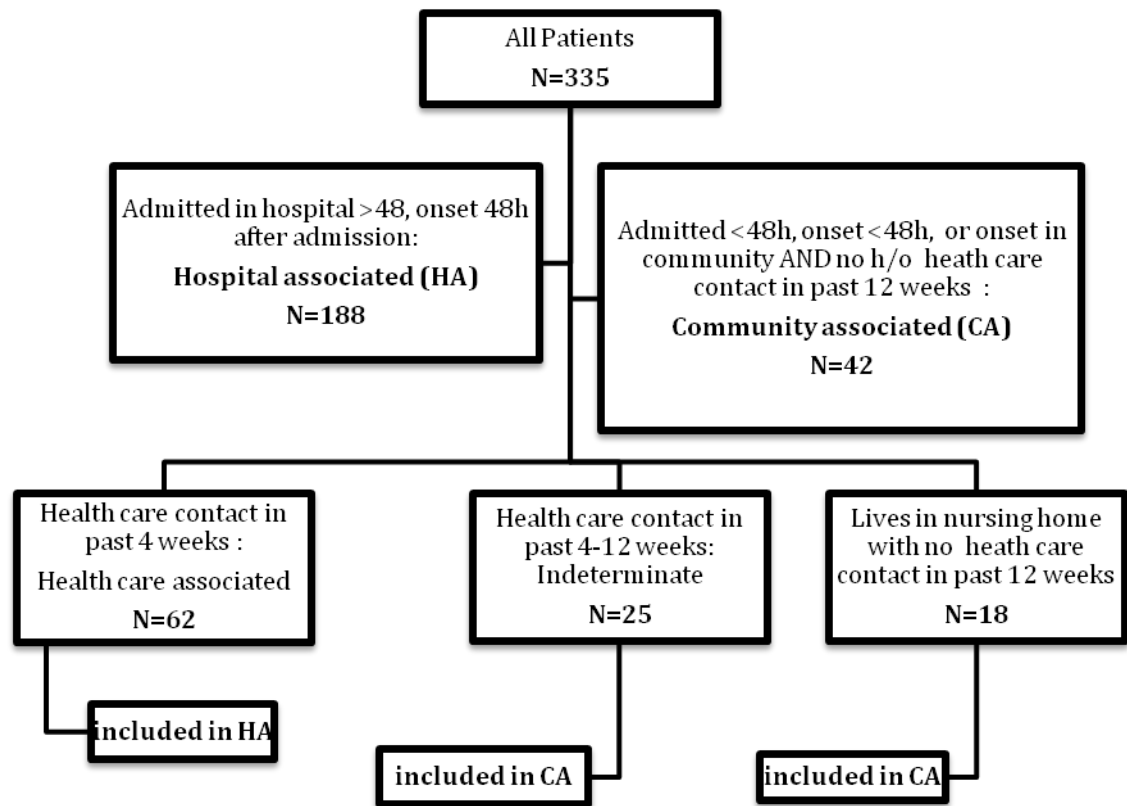 All Patients
N=335
Admitted in hospital >48, onset 48h
after admission:
Hospital associated (HA)
N=188
Admitted <48h, onset <48h, or onset in
community AND no h/o heath care
contact in past 12 weeks :
Community associated (CA)
N=42
Health care contact in
past 4 weeks :
Health care associated
N=62
Health care contact in
past 4-12 weeks:
Indeterminate
N=25
Lives in nursing home
with no heath care
contact in past 12 weeks
N=18
included in HA
included in CA
included in CA